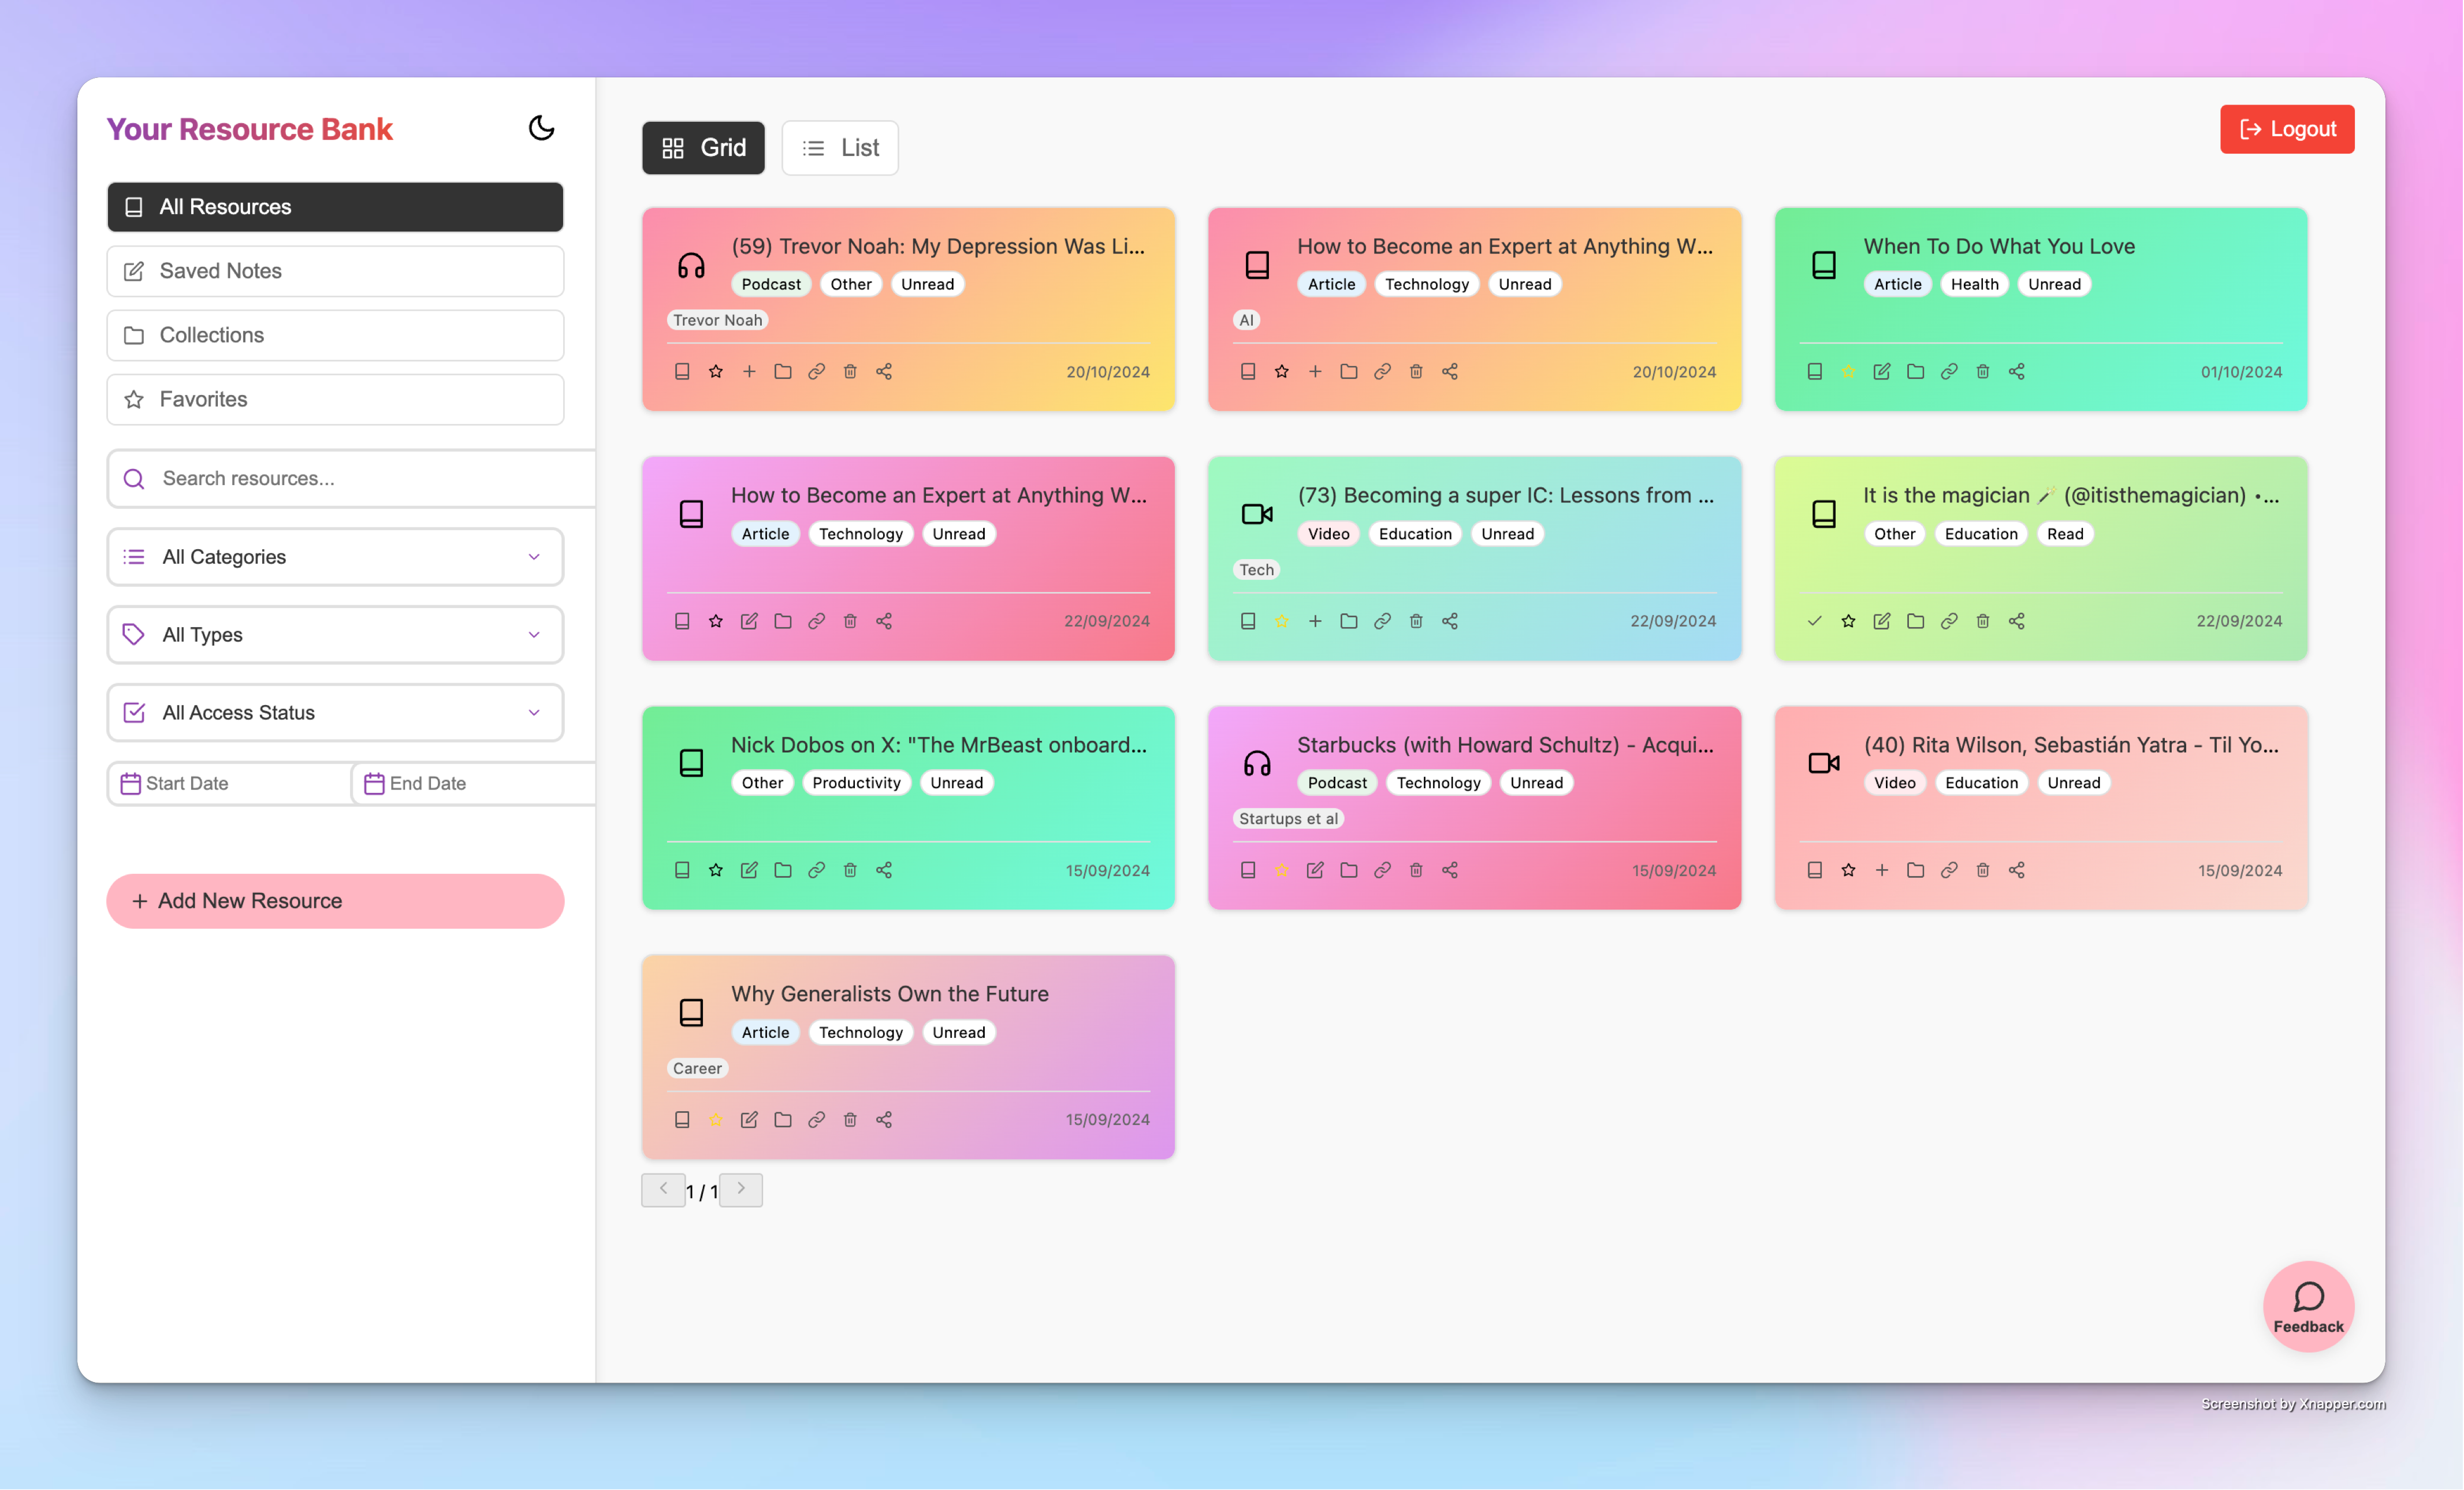 Your Resource Bank
All Resources
Saved Notes
Collections
Favorites
Search resources...
All Categories
All Types
All Access Status
Start Date End Date
+ Add New Resource
Grid List
Logout
(59) Trevor Noah: My Depression Was Li...
Podcast Other Unread
Trevor Noah
20/10/2024
How to Become an Expert at Anything W...
Article Technology Unread
AI
20/10/2024
When To Do What You Love
Article Health Unread
01/10/2024
How to Become an Expert at Anything W...
Article Technology Unread
22/09/2024
(73) Becoming a super IC: Lessons from ...
Video Education Unread
Tech
22/09/2024
It is the magician 🪄 (@itisthemagician) •...
Other Education Read
22/09/2024
Nick Dobos on X: "The MrBeast onboard...
Other Productivity Unread
15/09/2024
Starbucks (with Howard Schultz) - Acqui...
Podcast Technology Unread
Startups et al
15/09/2024
(40) Rita Wilson, Sebastián Yatra - Til Yo...
Video Education Unread
15/09/2024
Why Generalists Own the Future
Article Technology Unread
Career
15/09/2024
1 / 1
Feedback
Screenshot by Xnapper.com